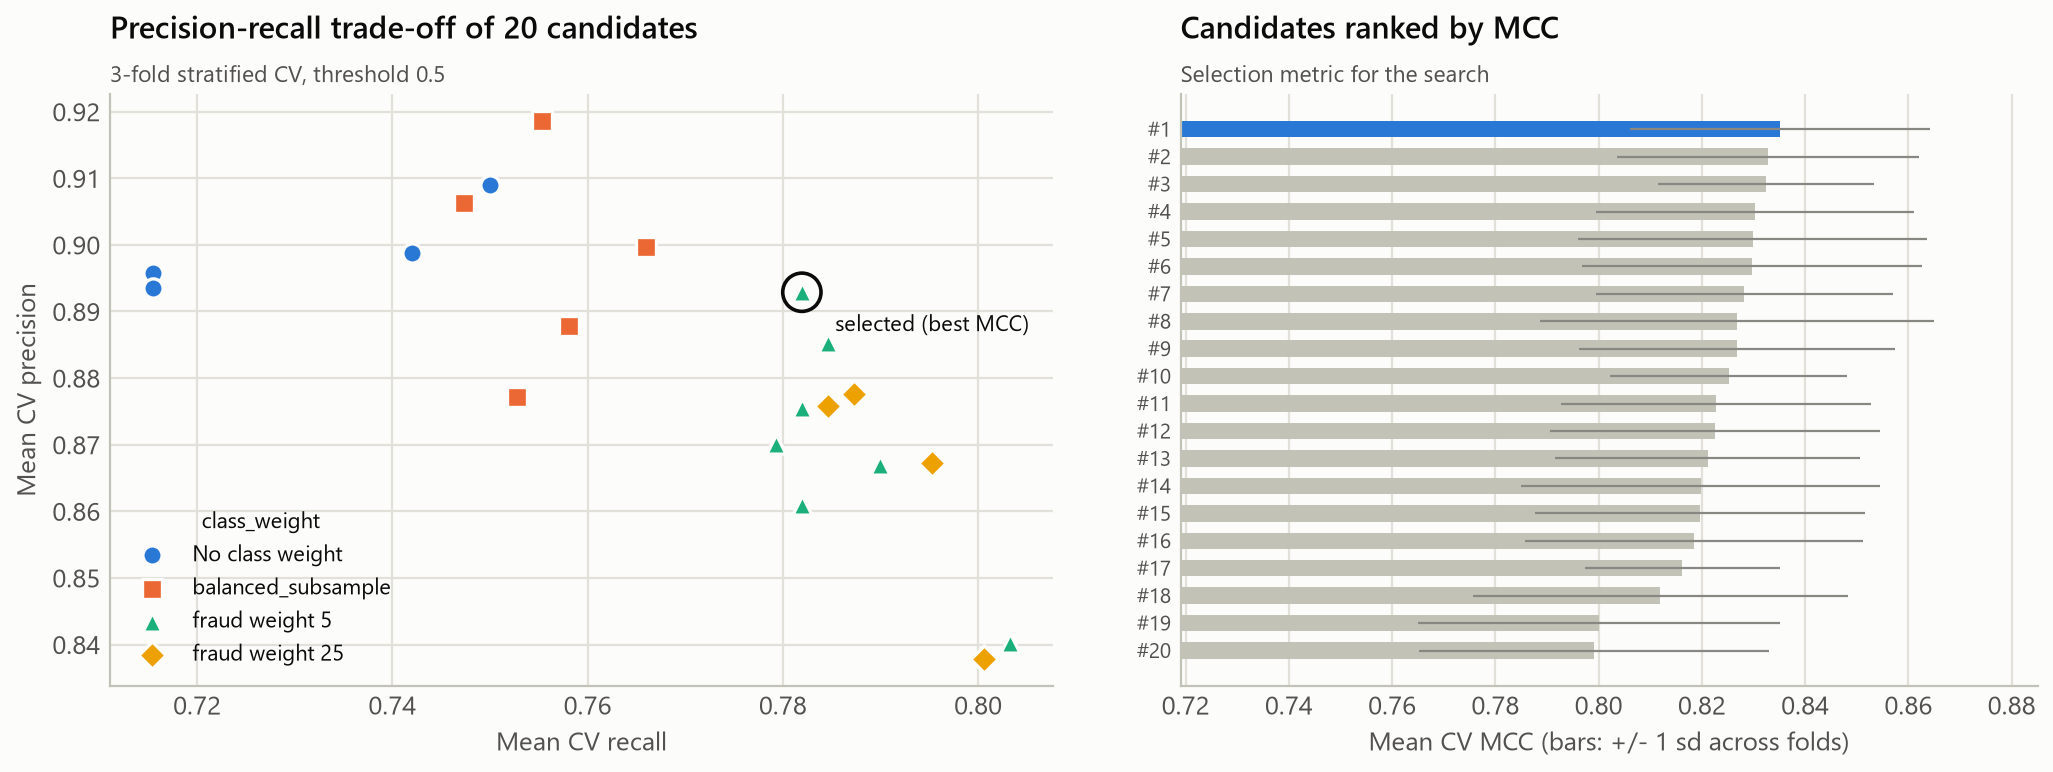 Precision-recall trade-off of 20 candidates
3-fold stratified CV, threshold 0.5
0.92
0.91
0.90
0.89
0.88
0.87
0.86
0.85
0.84
Mean CV precision
selected (best MCC)
class_weight
No class weight
balanced_subsample
fraud weight 5
fraud weight 25
0.72 0.74 0.76 0.78 0.80
Mean CV recall
Candidates ranked by MCC
Selection metric for the search
#1
#2
#3
#4
#5
#6
#7
#8
#9
#10
#11
#12
#13
#14
#15
#16
#17
#18
#19
#20
0.72 0.74 0.76 0.78 0.80 0.82 0.84 0.86 0.88
Mean CV MCC (bars: +/- 1 sd across folds)